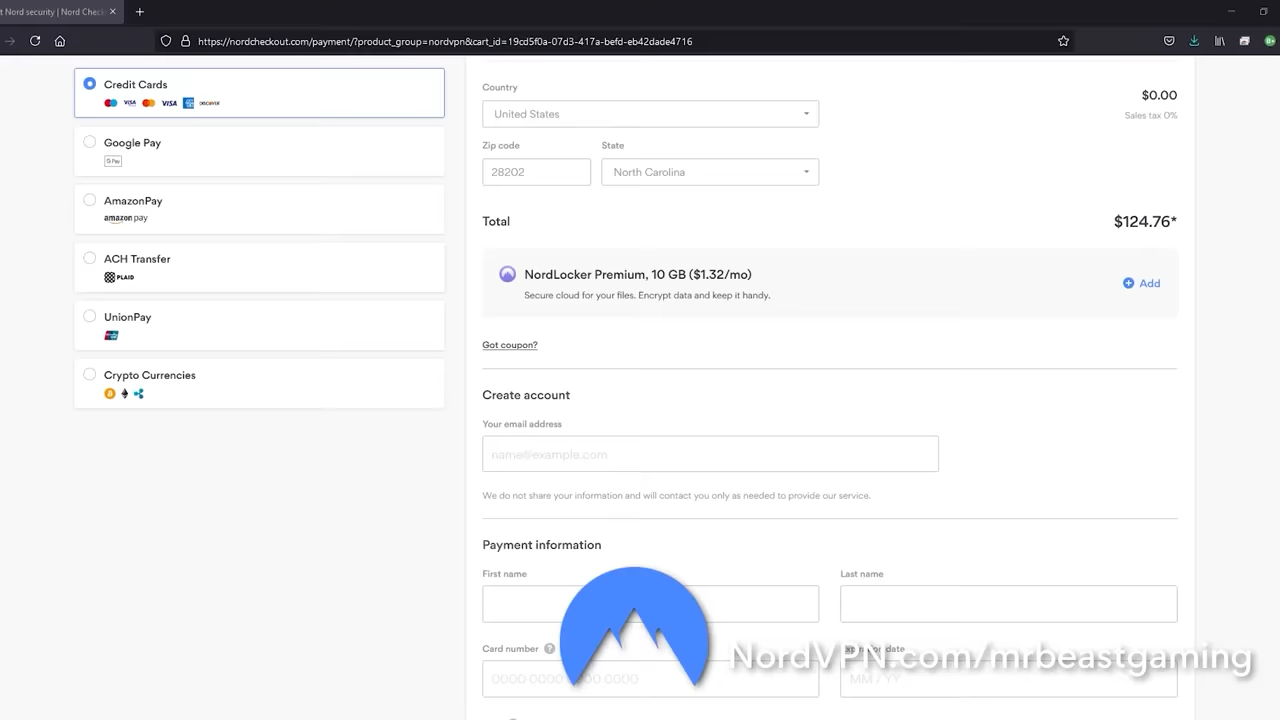 t Nord security | Nord Check
https://nordcheckout.com/payment/?product_group=nordvpn&cart_id=19cd5f0a-07d3-417a-befd-eb42dade4716
Credit Cards
VISA VISA DISCOVER
Google Pay
G Pay
AmazonPay
amazon pay
ACH Transfer
PLAID
UnionPay
Crypto Currencies
Country
United States
$0.00
Sales tax 0%
Zip code State
28202 North Carolina
Total $124.76*
NordLocker Premium, 10 GB ($1.32/mo)
Secure cloud for your files. Encrypt data and keep it handy.
Add
Got coupon?
Create account
Your email address
name@example.com
We do not share your information and will contact you only as needed to provide our service.
Payment information
First name Last name
Card number ? date
NordVPN.com/mrbeastgaming
0000 0000 0000 0000 MM / YY